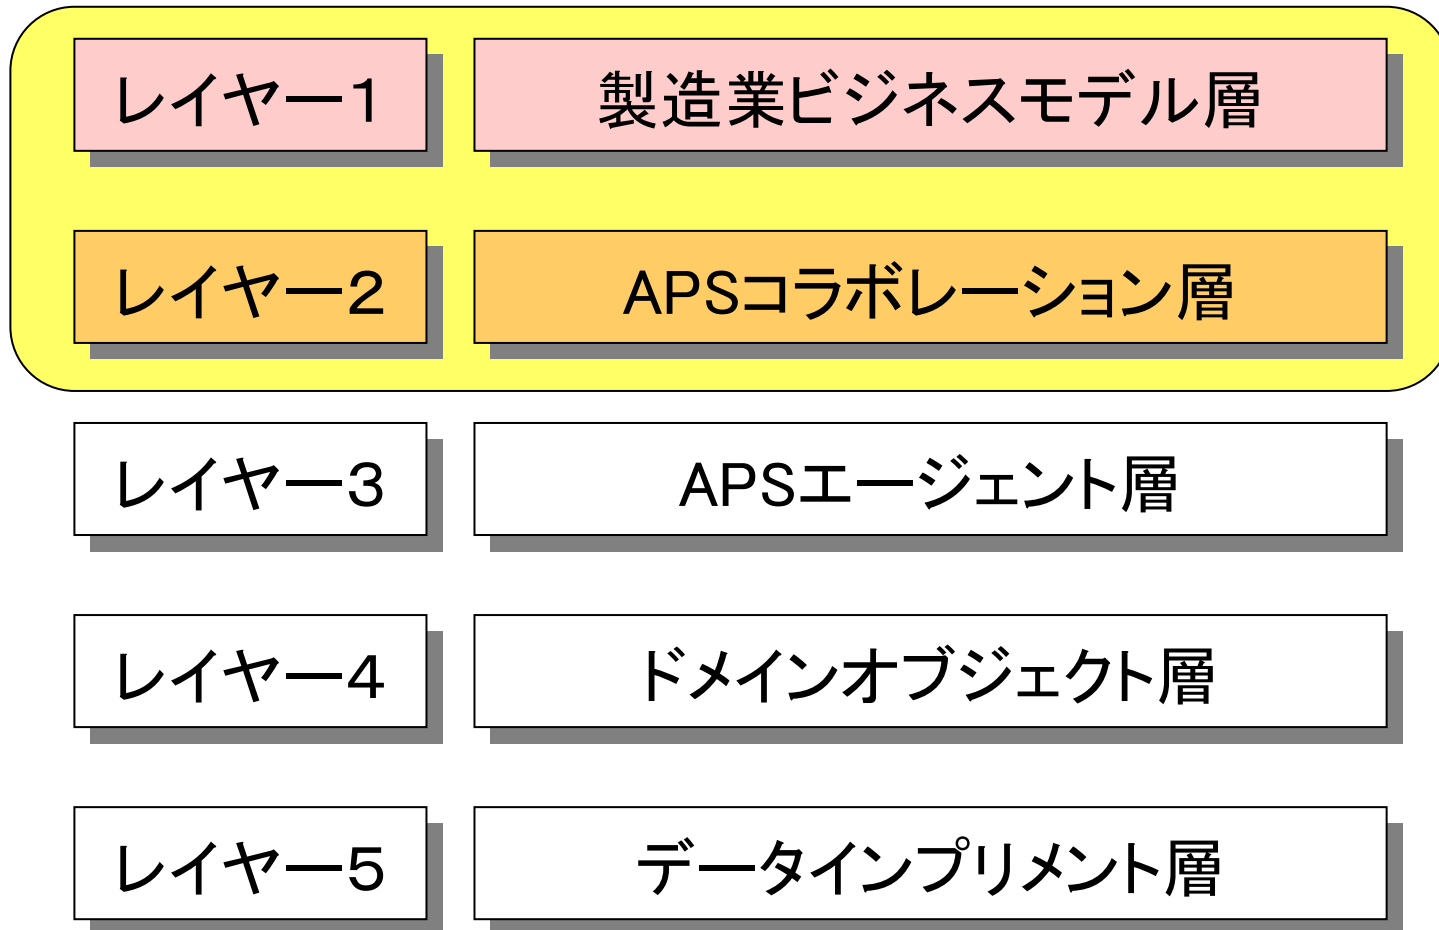 レイヤー１ 製造業ビジネスモデル層
レイヤー２ APSコラボレーション層
レイヤー３ APSエージェント層
レイヤー４ ドメインオブジェクト層
レイヤー５ データインプリメント層